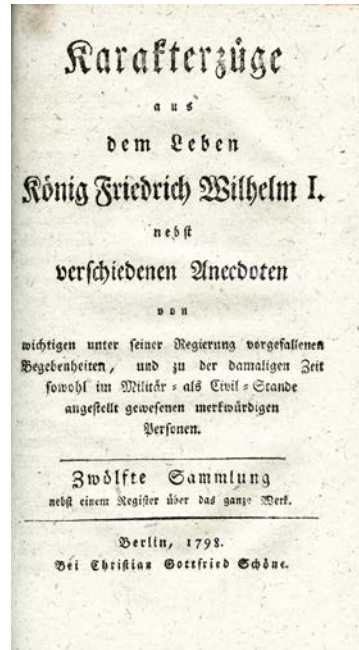 Karakterzüge
aus
dem Leben
König Friedrich Wilhelm I.
nebst
verschiedenen Anecdoten
von
wichtigen unter seiner Regierung vorgefallenen
Begebenheiten, und zu der damaligen Zeit
sowohl im Militär- als Civil-Stande
angestellt gewesenen merkwürdigen
Personen.
Zwölfte Sammlung
nebst einem Register über das ganze Werk.
Berlin, 1798.
Bei Christian Gottfried Schöne.